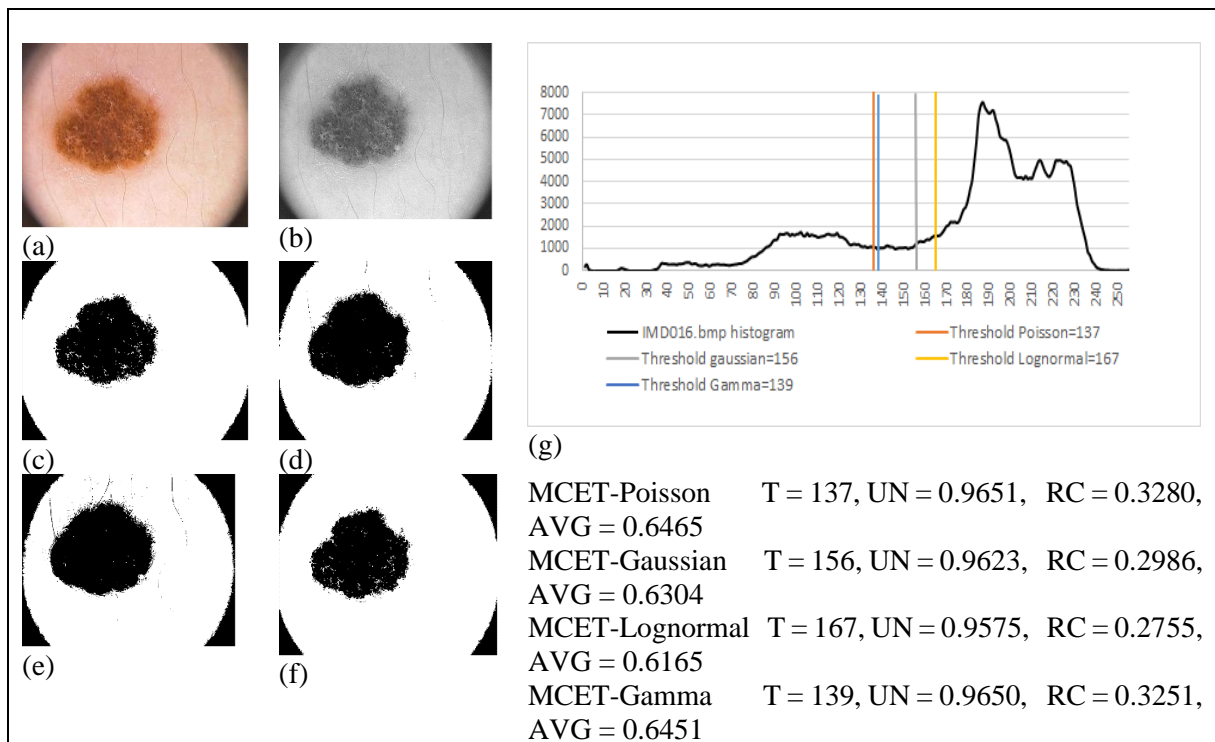 (a)
(b)
(c)
(d)
(e)
(f)
8000
7000
6000
5000
4000
3000
2000
1000
0
0 10 20 30 40 50 60 70 80 90 100 110 120 130 140 150 160 170 180 190 200 210 220 230 240 250
IMD016.bmp histogram
Threshold Poisson=137
Threshold gaussian=156
Threshold Lognormal=167
Threshold Gamma=139
(g)
MCET-Poisson T = 137, UN = 0.9651, RC = 0.3280,
AVG = 0.6465
MCET-Gaussian T = 156, UN = 0.9623, RC = 0.2986,
AVG = 0.6304
MCET-Lognormal T = 167, UN = 0.9575, RC = 0.2755,
AVG = 0.6165
MCET-Gamma T = 139, UN = 0.9650, RC = 0.3251,
AVG = 0.6451